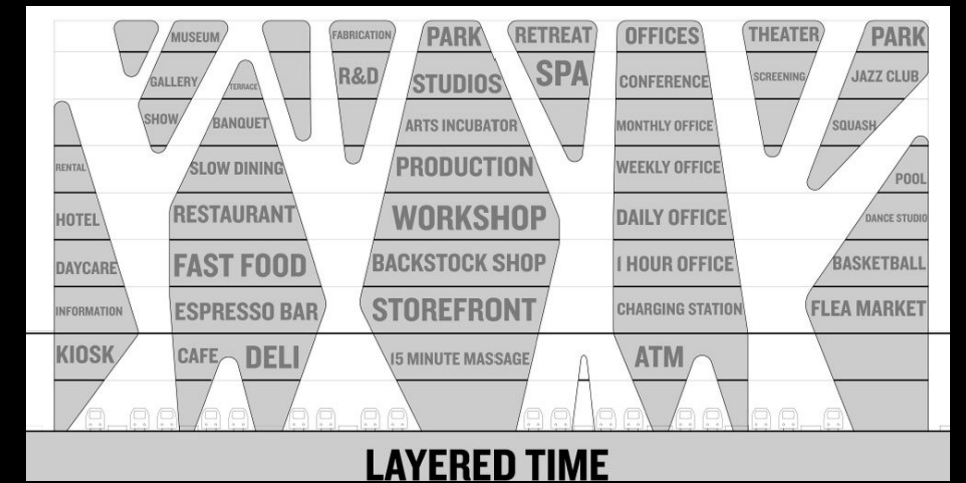 MUSEUM
FABRICATION
PARK
RETREAT
OFFICES
THEATER
PARK
GALLERY
TERRACE
R&D
STUDIOS
SPA
CONFERENCE
SCREENING
JAZZ CLUB
SHOW
BANQUET
ARTS INCUBATOR
MONTHLY OFFICE
SQUASH
RENTAL
SLOW DINING
PRODUCTION
WEEKLY OFFICE
POOL
HOTEL
RESTAURANT
WORKSHOP
DAILY OFFICE
DANCE STUDIO
DAYCARE
FAST FOOD
BACKSTOCK SHOP
1 HOUR OFFICE
BASKETBALL
INFORMATION
ESPRESSO BAR
STOREFRONT
CHARGING STATION
FLEA MARKET
KIOSK
CAFE
DELI
15 MINUTE MASSAGE
ATM
LAYERED TIME